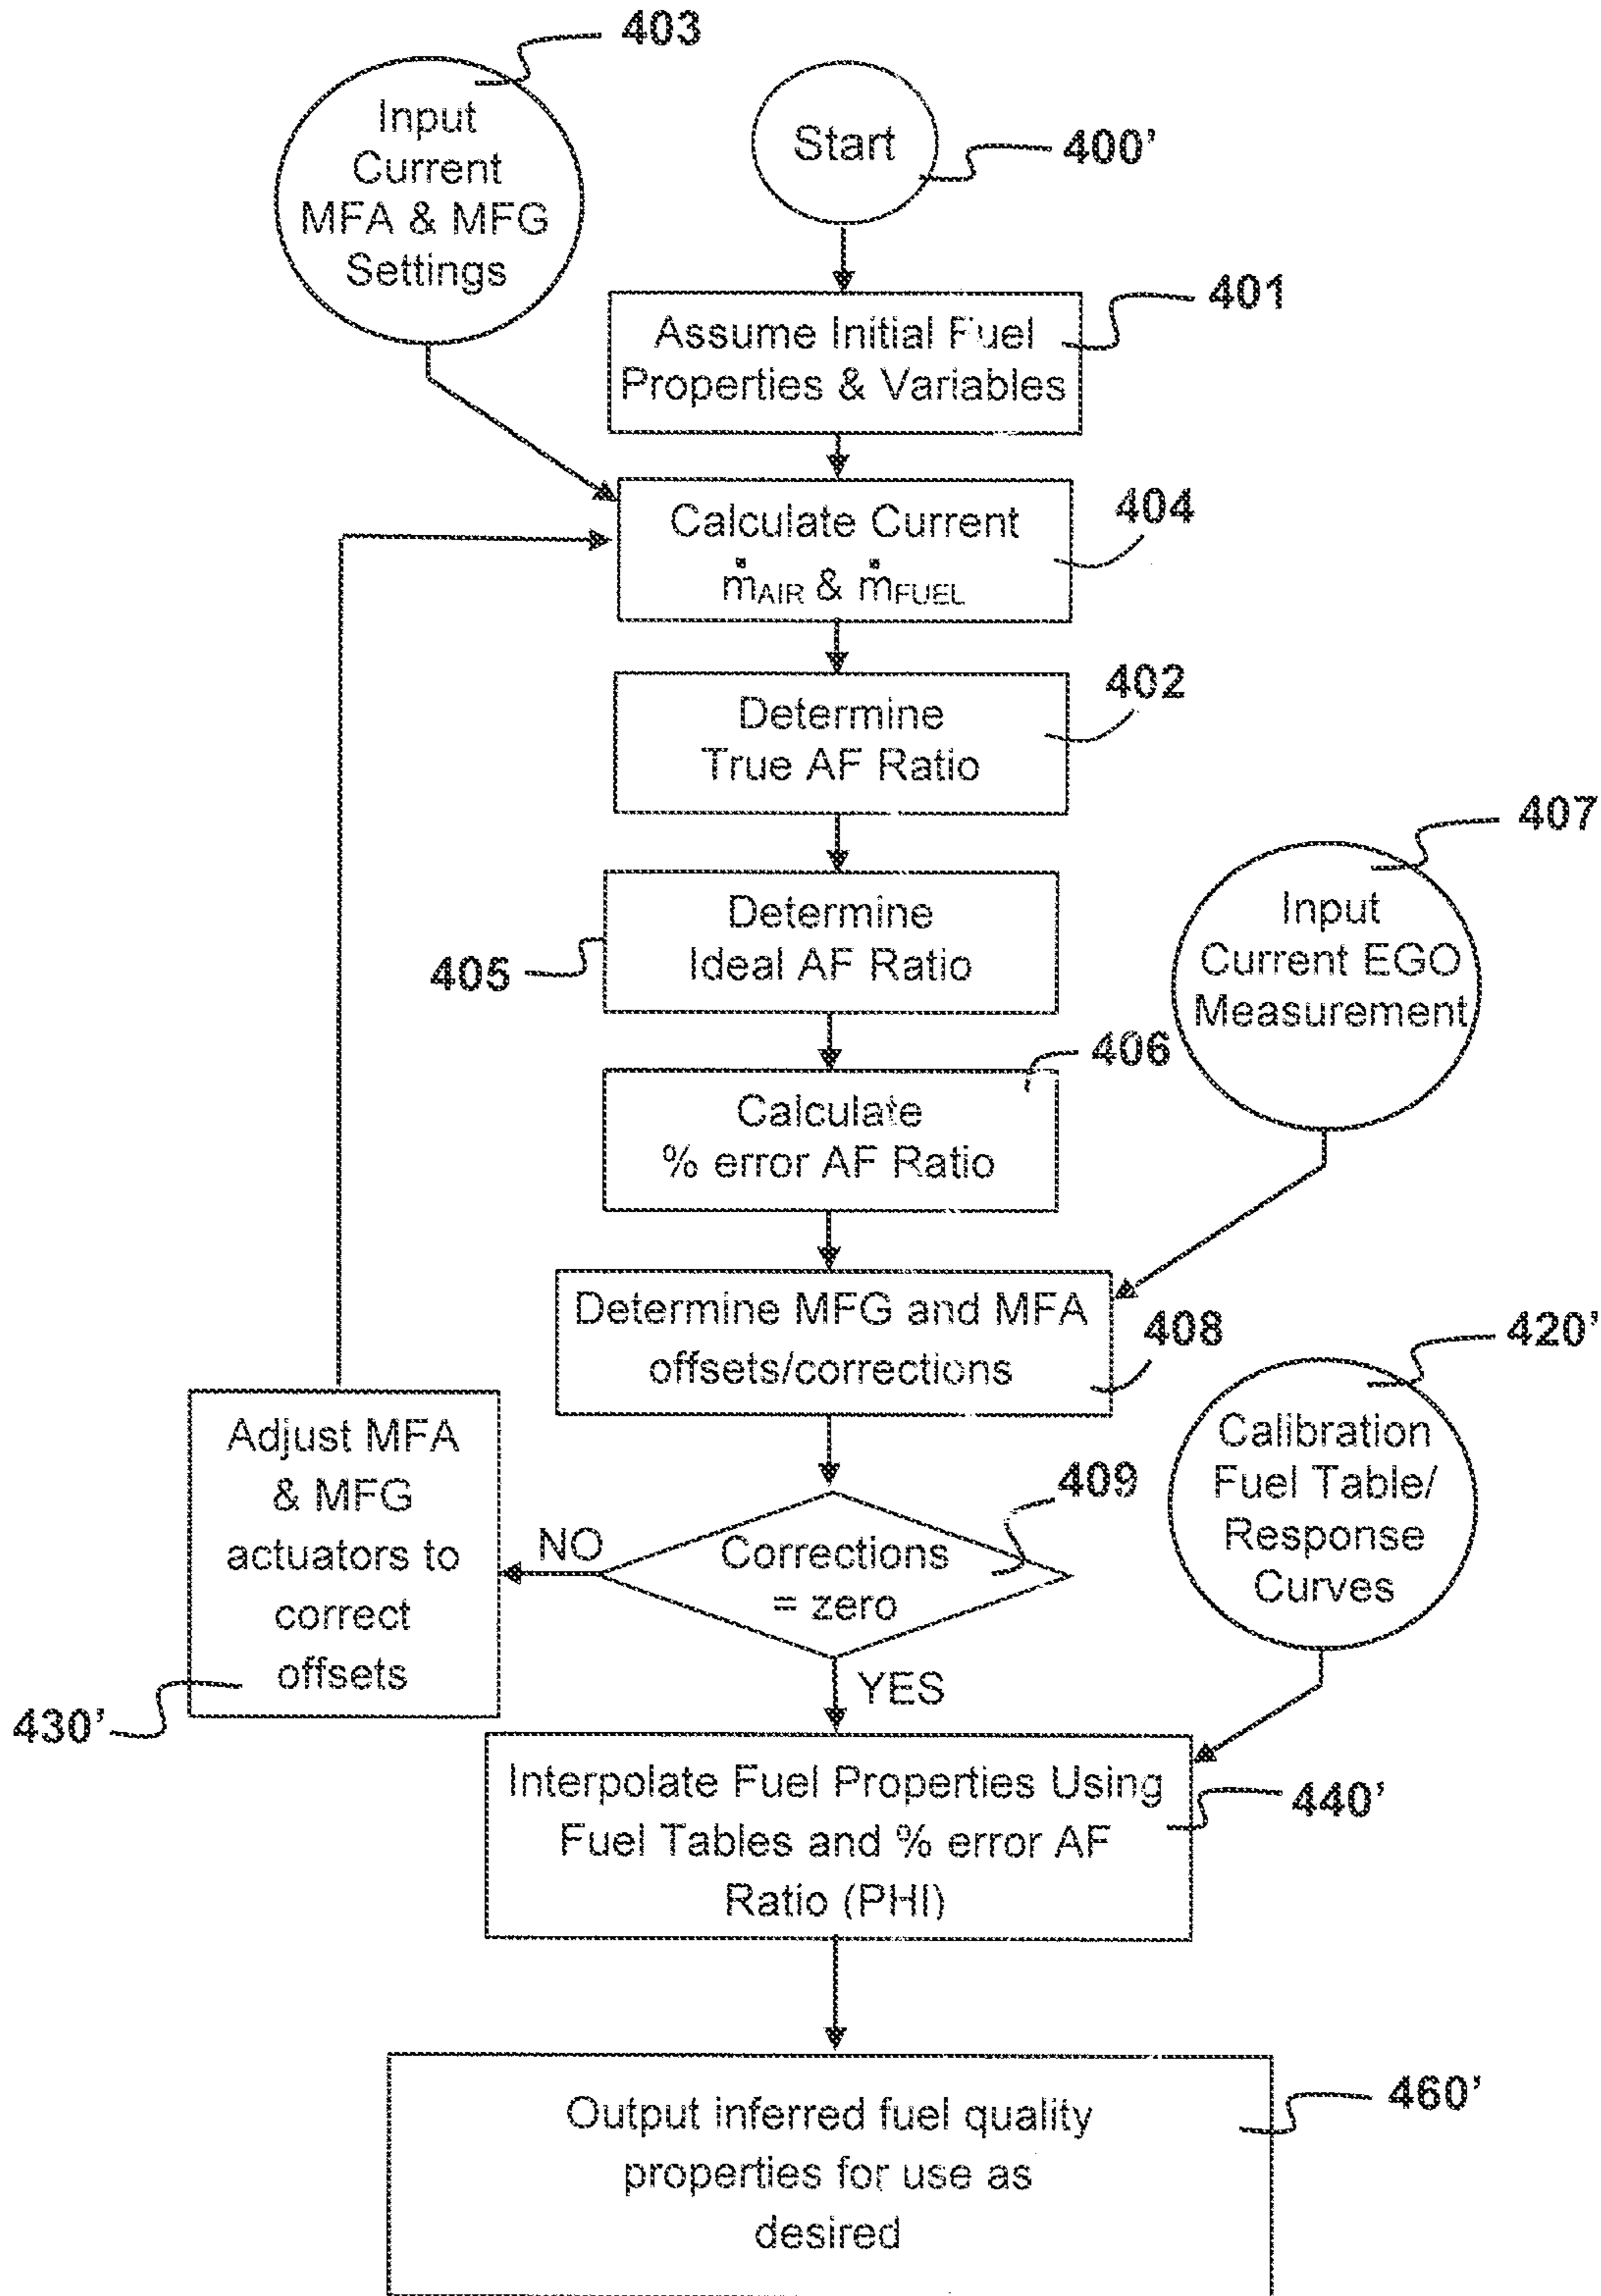 403
Input
Current
MFA & MFG
Settings
Start
400'
401
Assume Initial Fuel
Properties & Variables
404
Calculate Current
ṁAIR & ṁFUEL
402
Determine
True AF Ratio
407
Input
Current EGO
Measurement
405
Determine
Ideal AF Ratio
406
Calculate
% error AF Ratio
Determine MFG and MFA
offsets/corrections
408
420'
Calibration
Fuel Table/
Response
Curves
Adjust MFA
& MFG
actuators to
correct
offsets
430'
NO
409
Corrections
= zero
YES
Interpolate Fuel Properties Using
Fuel Tables and % error AF
Ratio (PHI)
440'
460'
Output inferred fuel quality
properties for use as
desired